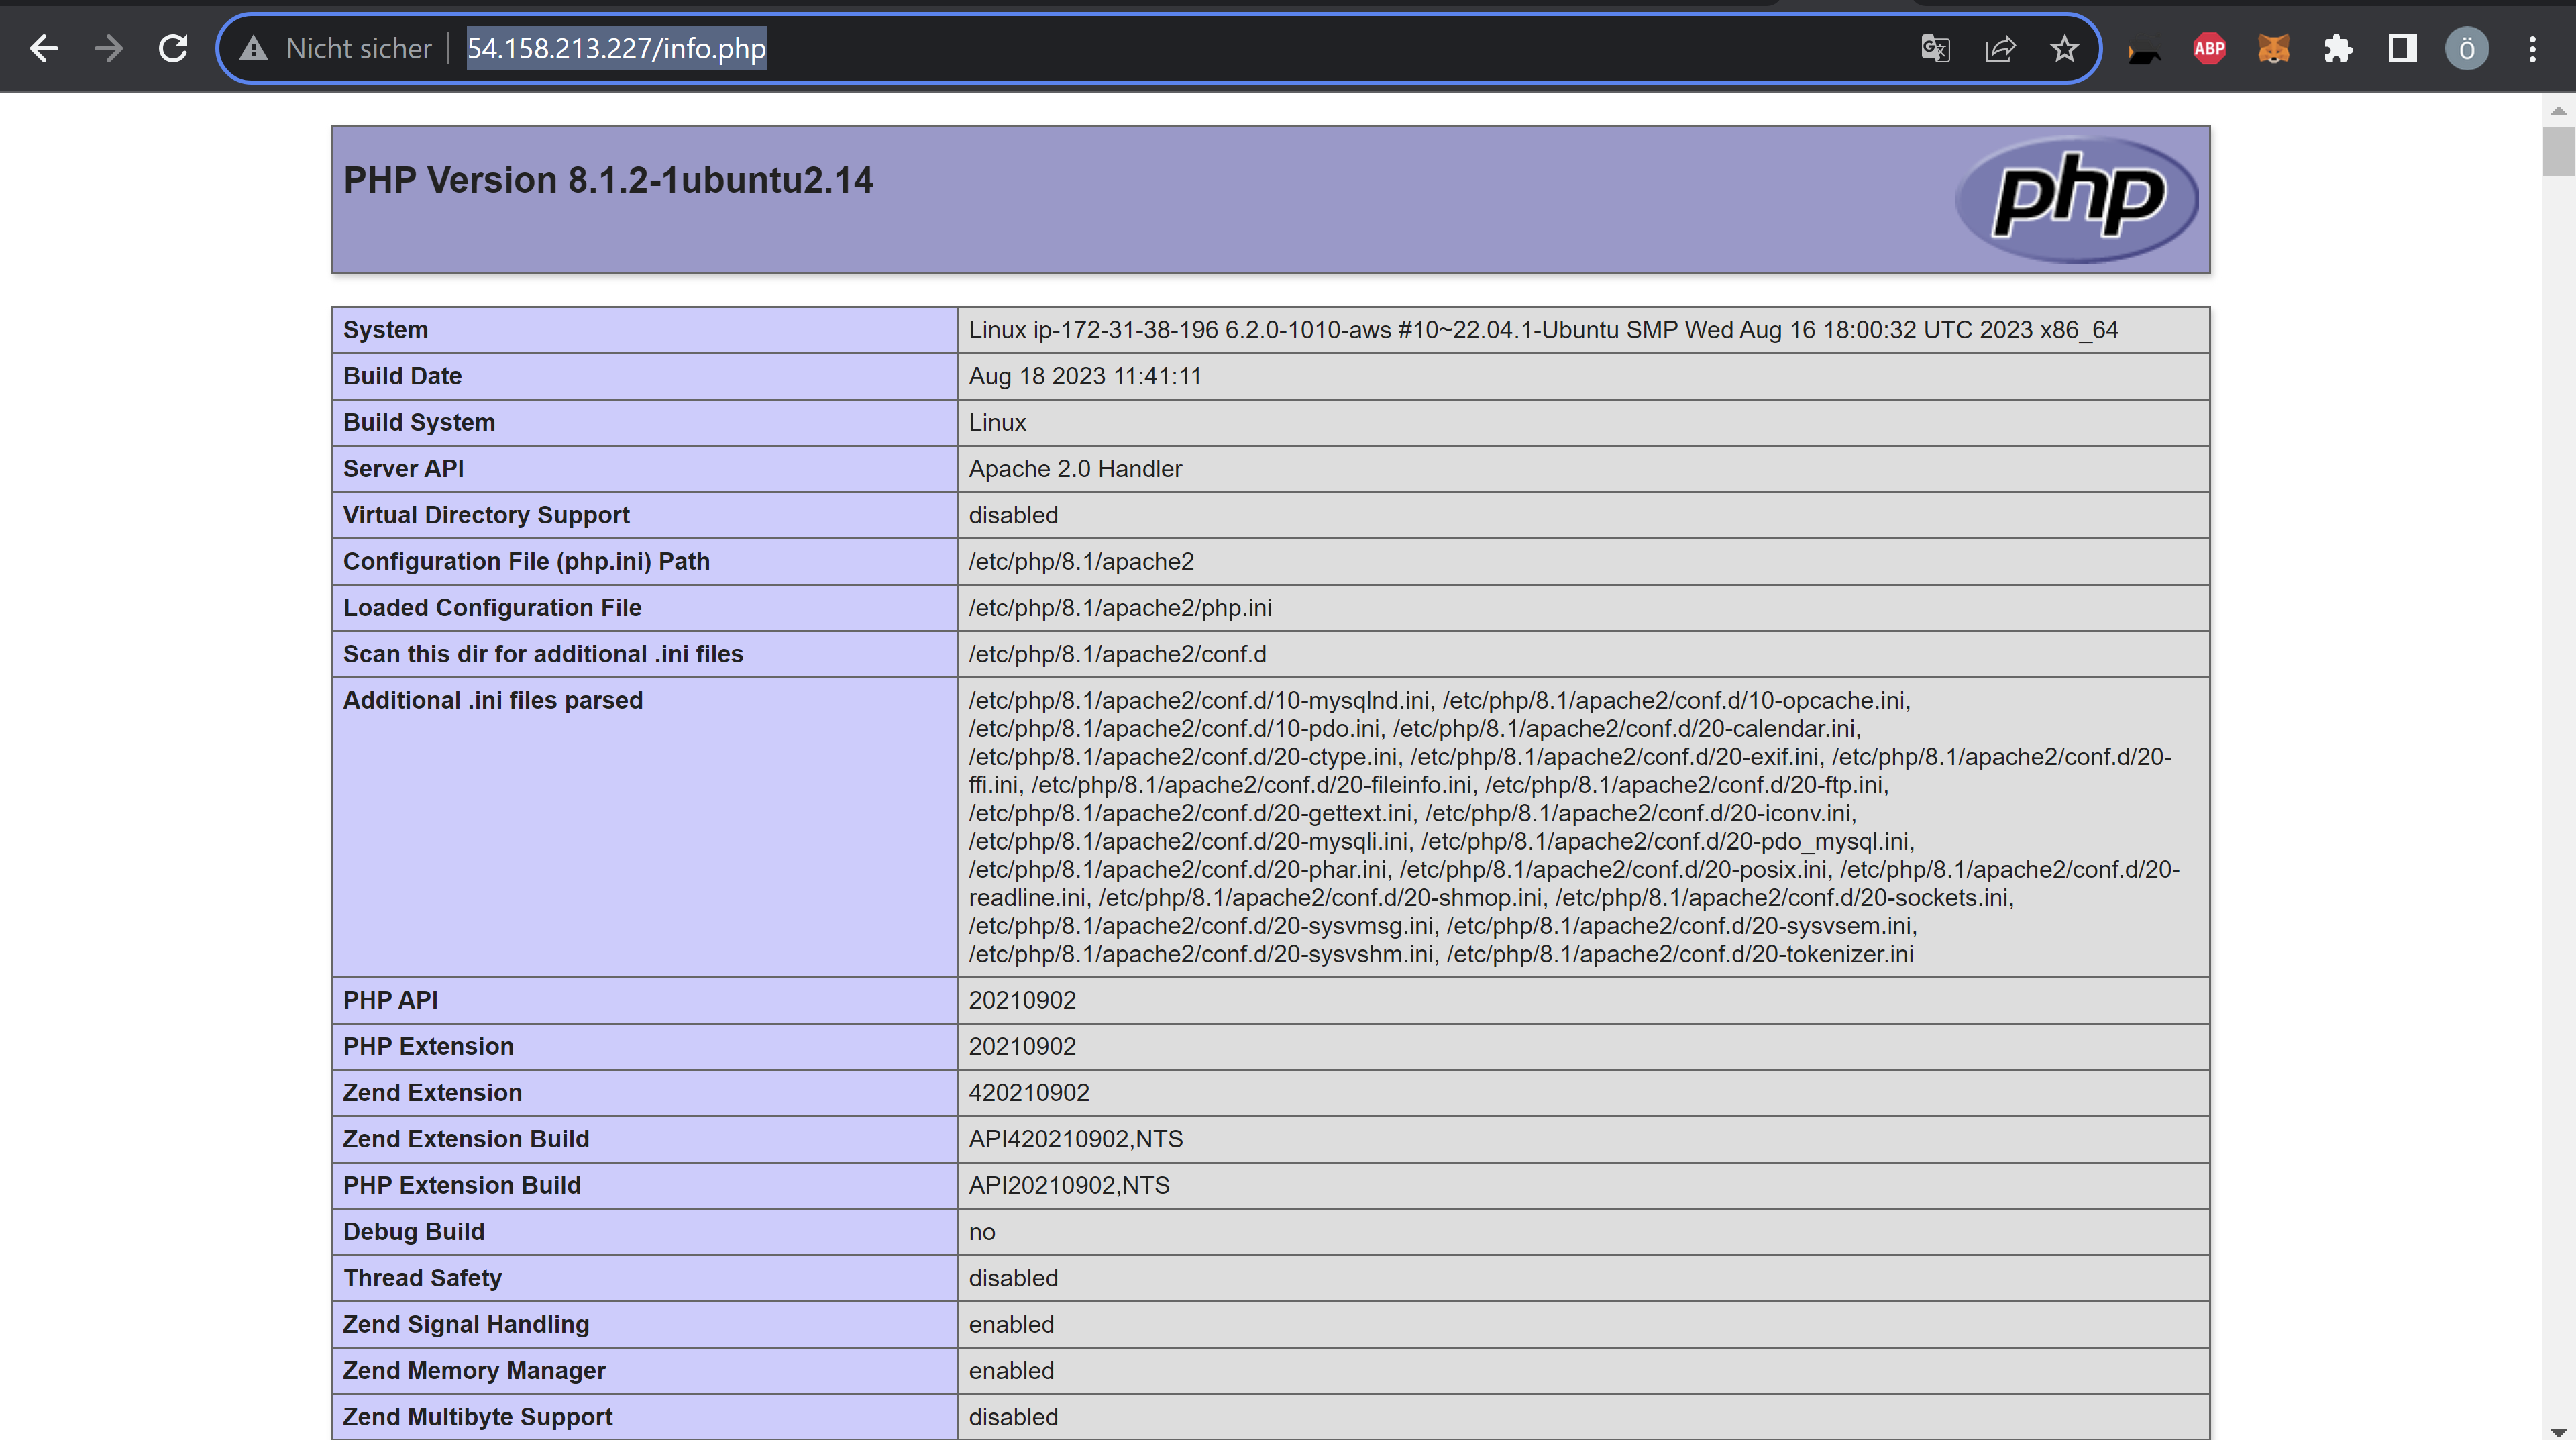 Nicht sicher 54.158.213.227/info.php ABP Ö
PHP Version 8.1.2-1ubuntu2.14 php
System Linux ip-172-31-38-196 6.2.0-1010-aws #10~22.04.1-Ubuntu SMP Wed Aug 16 18:00:32 UTC 2023 x86_64
Build Date Aug 18 2023 11:41:11
Build System Linux
Server API Apache 2.0 Handler
Virtual Directory Support disabled
Configuration File (php.ini) Path /etc/php/8.1/apache2
Loaded Configuration File /etc/php/8.1/apache2/php.ini
Scan this dir for additional .ini files /etc/php/8.1/apache2/conf.d
Additional .ini files parsed /etc/php/8.1/apache2/conf.d/10-mysqlnd.ini, /etc/php/8.1/apache2/conf.d/10-opcache.ini,
/etc/php/8.1/apache2/conf.d/10-pdo.ini, /etc/php/8.1/apache2/conf.d/20-calendar.ini,
/etc/php/8.1/apache2/conf.d/20-ctype.ini, /etc/php/8.1/apache2/conf.d/20-exif.ini, /etc/php/8.1/apache2/conf.d/20-
ffi.ini, /etc/php/8.1/apache2/conf.d/20-fileinfo.ini, /etc/php/8.1/apache2/conf.d/20-ftp.ini,
/etc/php/8.1/apache2/conf.d/20-gettext.ini, /etc/php/8.1/apache2/conf.d/20-iconv.ini,
/etc/php/8.1/apache2/conf.d/20-mysqli.ini, /etc/php/8.1/apache2/conf.d/20-pdo_mysql.ini,
/etc/php/8.1/apache2/conf.d/20-phar.ini, /etc/php/8.1/apache2/conf.d/20-posix.ini, /etc/php/8.1/apache2/conf.d/20-
readline.ini, /etc/php/8.1/apache2/conf.d/20-shmop.ini, /etc/php/8.1/apache2/conf.d/20-sockets.ini,
/etc/php/8.1/apache2/conf.d/20-sysvmsg.ini, /etc/php/8.1/apache2/conf.d/20-sysvsem.ini,
/etc/php/8.1/apache2/conf.d/20-sysvshm.ini, /etc/php/8.1/apache2/conf.d/20-tokenizer.ini
PHP API 20210902
PHP Extension 20210902
Zend Extension 420210902
Zend Extension Build API420210902,NTS
PHP Extension Build API20210902,NTS
Debug Build no
Thread Safety disabled
Zend Signal Handling enabled
Zend Memory Manager enabled
Zend Multibyte Support disabled